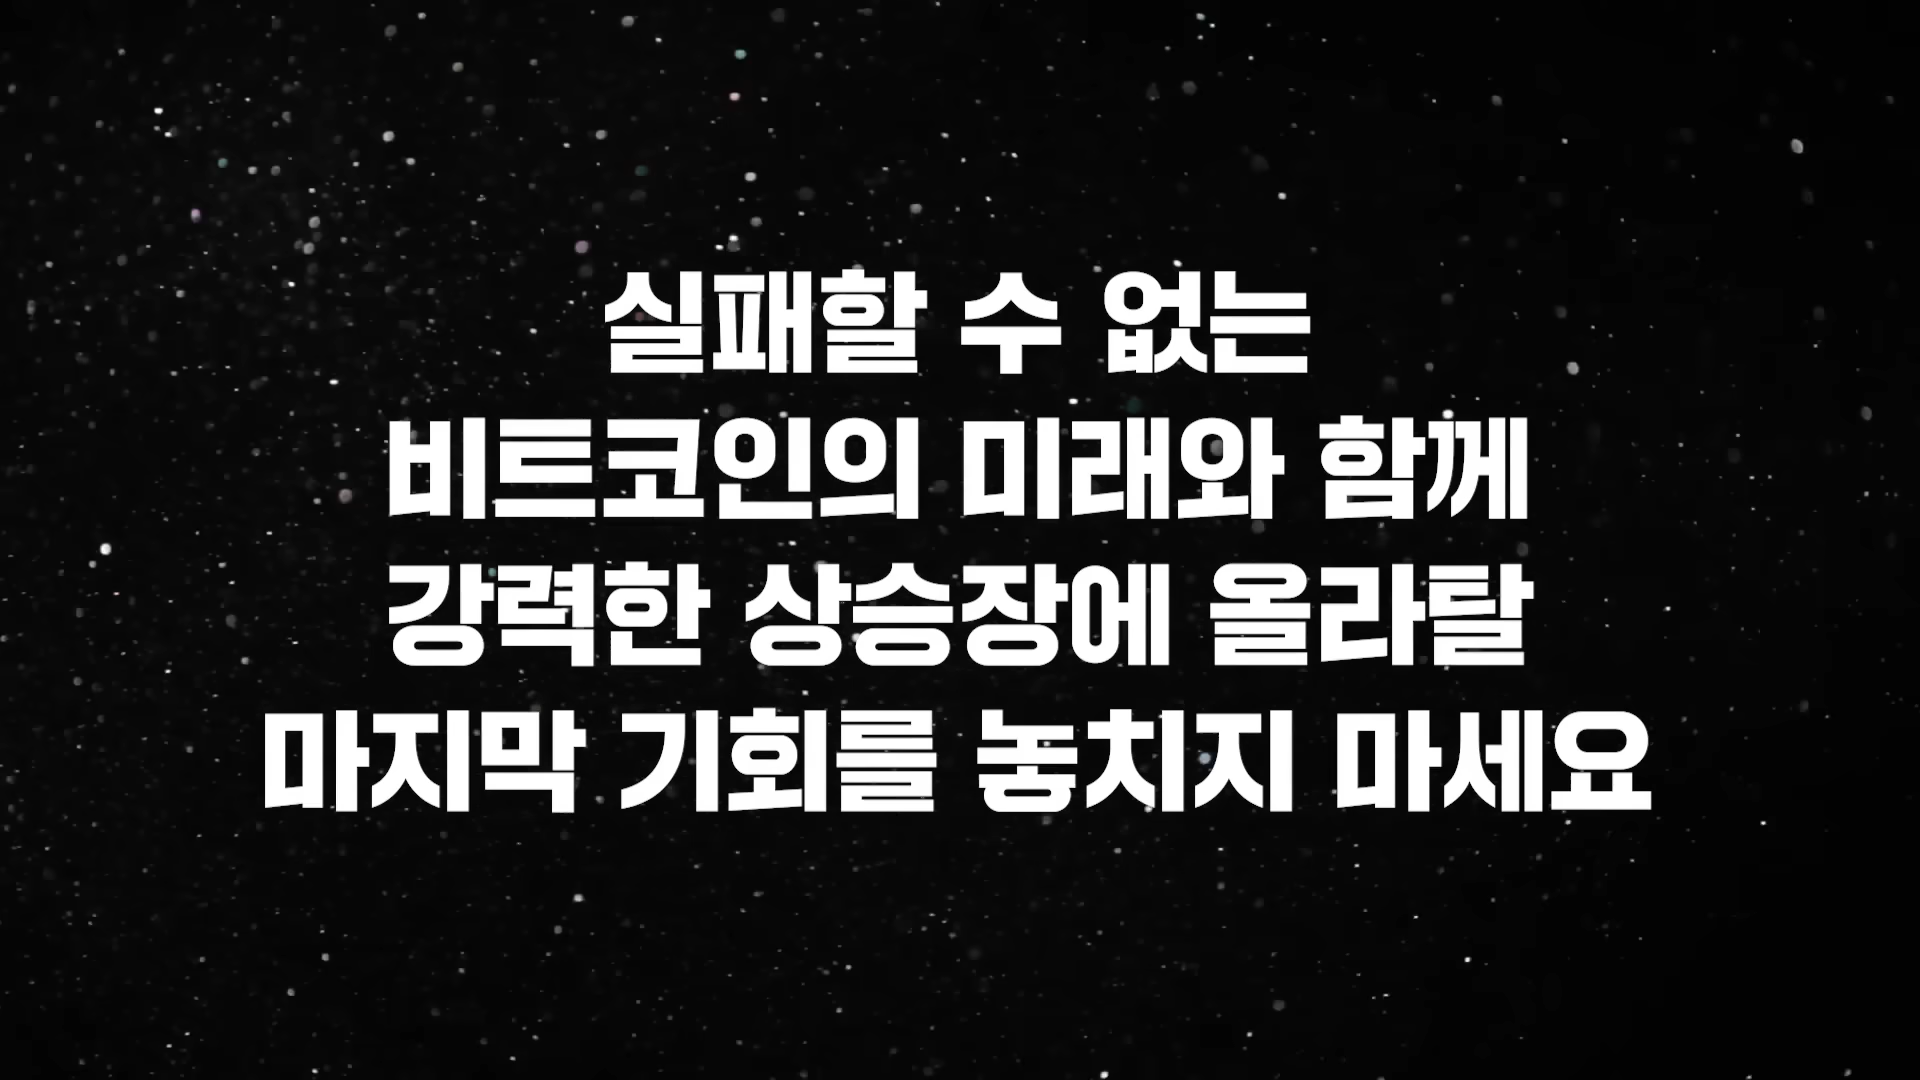 실패할 수 없는
비트코인의 미래와 함께
강력한 상승장에 올라탈
마지막 기회를 놓치지 마세요